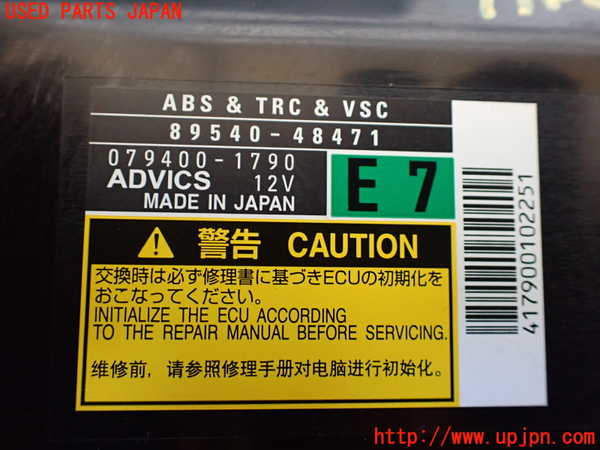 USED PARTS JAPAN
ABS & TRC & VSC
89540-48471
079400-1790
ADVICS 12V
MADE IN JAPAN
E 7
⚠ 警告 CAUTION
交換時は必ず修理書に基づきECUの初期化を
おこなってください。
INITIALIZE THE ECU ACCORDING
TO THE REPAIR MANUAL BEFORE SERVICING.
维修前，请参照修理手册对电脑进行初始化。
417900102251
http://www.upjpn.com/